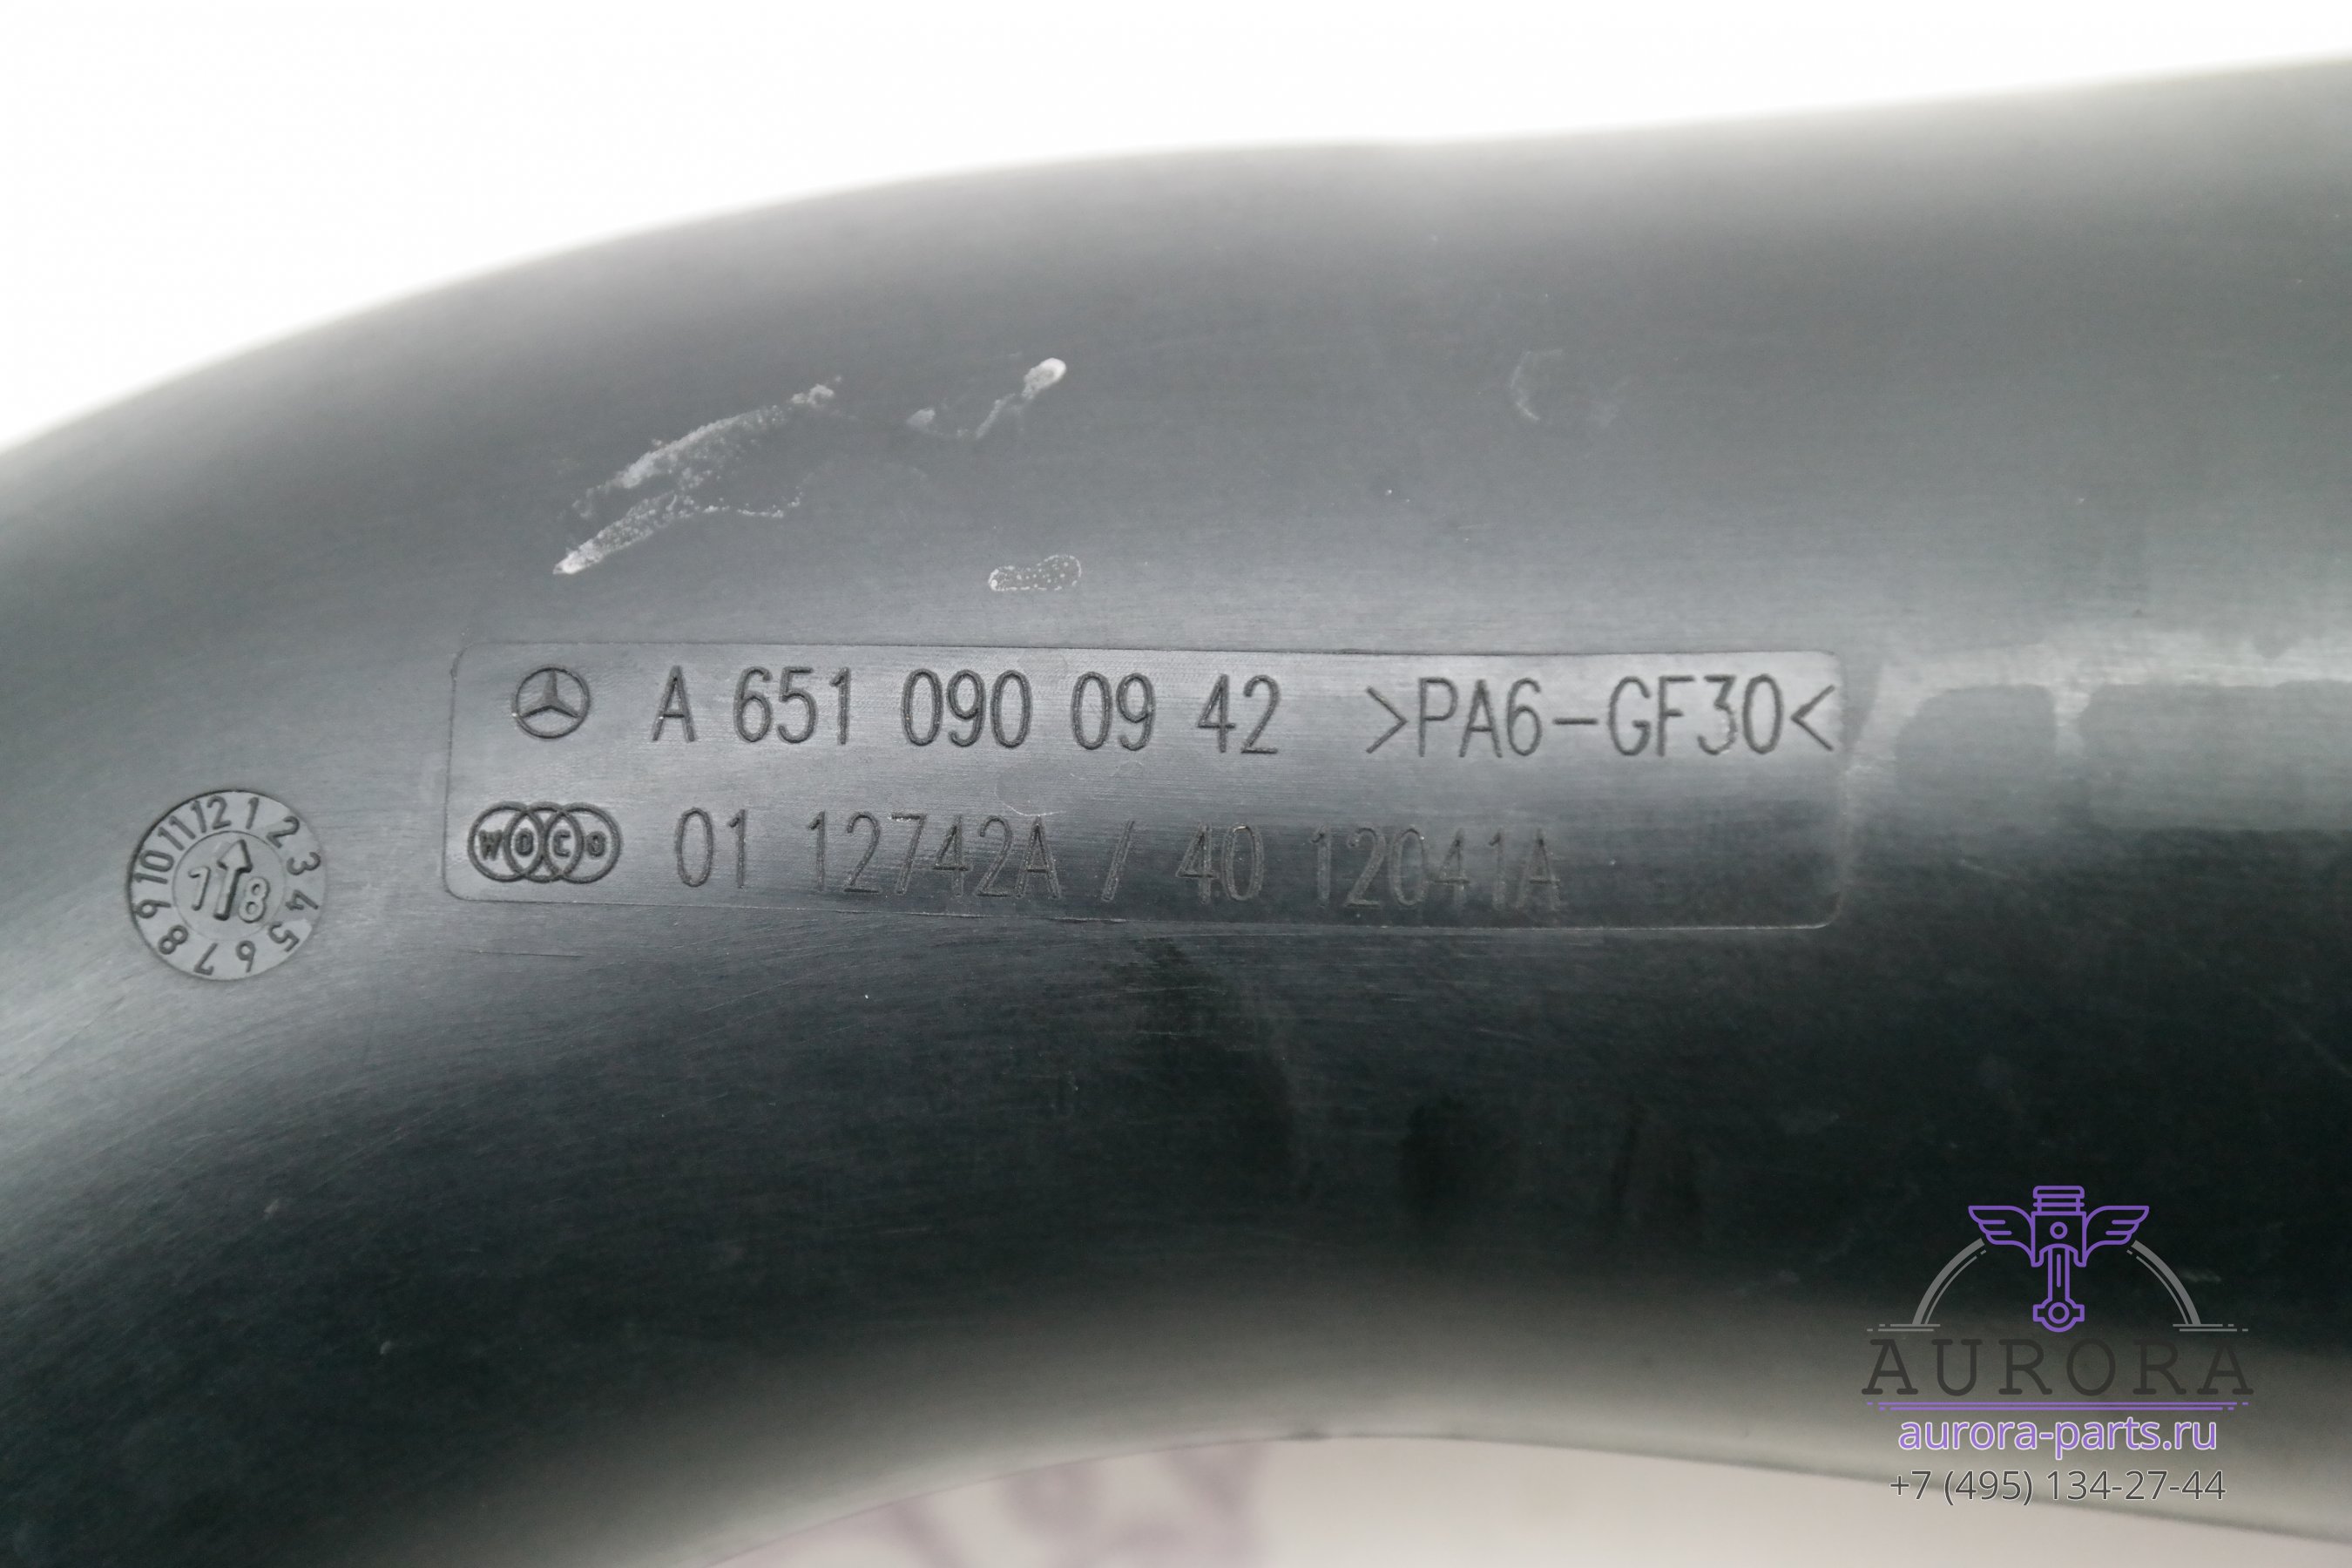 A 651 090 09 42 >PA6-GF30<
WOCO 01 12742A / 40 12041A
12 1 2 3 4 5 6 7 8 9 10 11
18
AURORA
aurora-parts.ru
+7 (495) 134-27-44